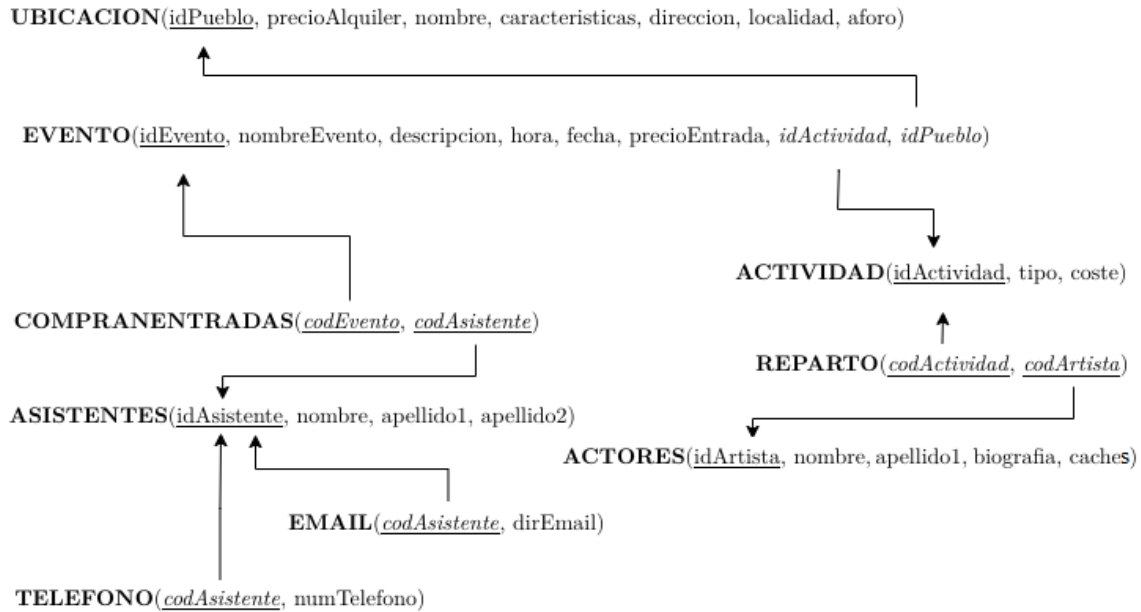 UBICACION(idPueblo, precioAlquiler, nombre, caracteristicas, direccion, localidad, aforo)
EVENTO(idEvento, nombreEvento, descripcion, hora, fecha, precioEntrada, idActividad, idPueblo)
ACTIVIDAD(idActividad, tipo, coste)
COMPRANENTRADAS(codEvento, codAsistente)
REPARTO(codActividad, codArtista)
ASISTENTES(idAsistente, nombre, apellido1, apellido2)
ACTORES(idArtista, nombre, apellido1, biografia, caches)
EMAIL(codAsistente, dirEmail)
TELEFONO(codAsistente, numTelefono)